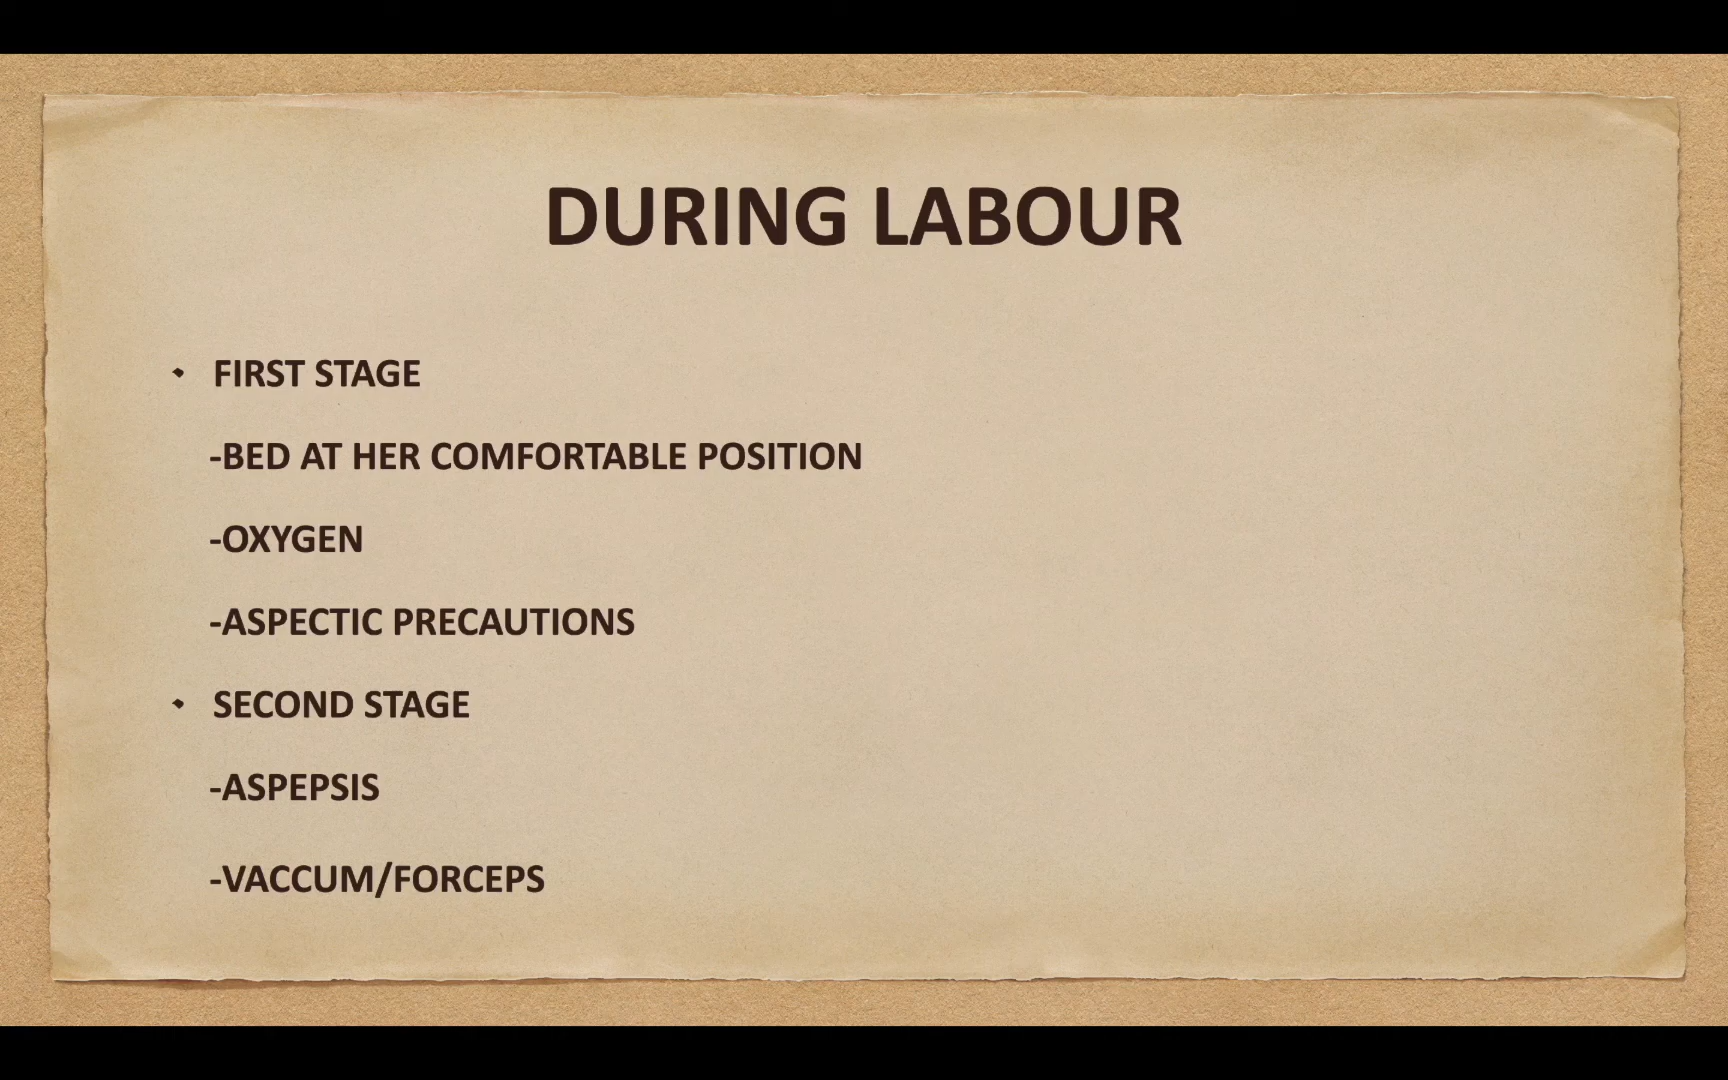 DURING LABOUR
• FIRST STAGE
-BED AT HER COMFORTABLE POSITION
-OXYGEN
-ASPECTIC PRECAUTIONS
• SECOND STAGE
-ASPEPSIS
-VACCUM/FORCEPS